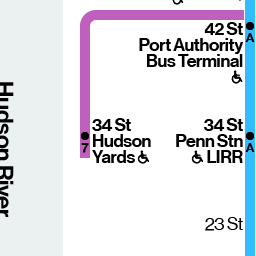 42 St
A
Port Authority
Bus Terminal
Hudson River
34 St
Hudson
Yards
7
34 St
Penn Stn
LIRR
A
23 St